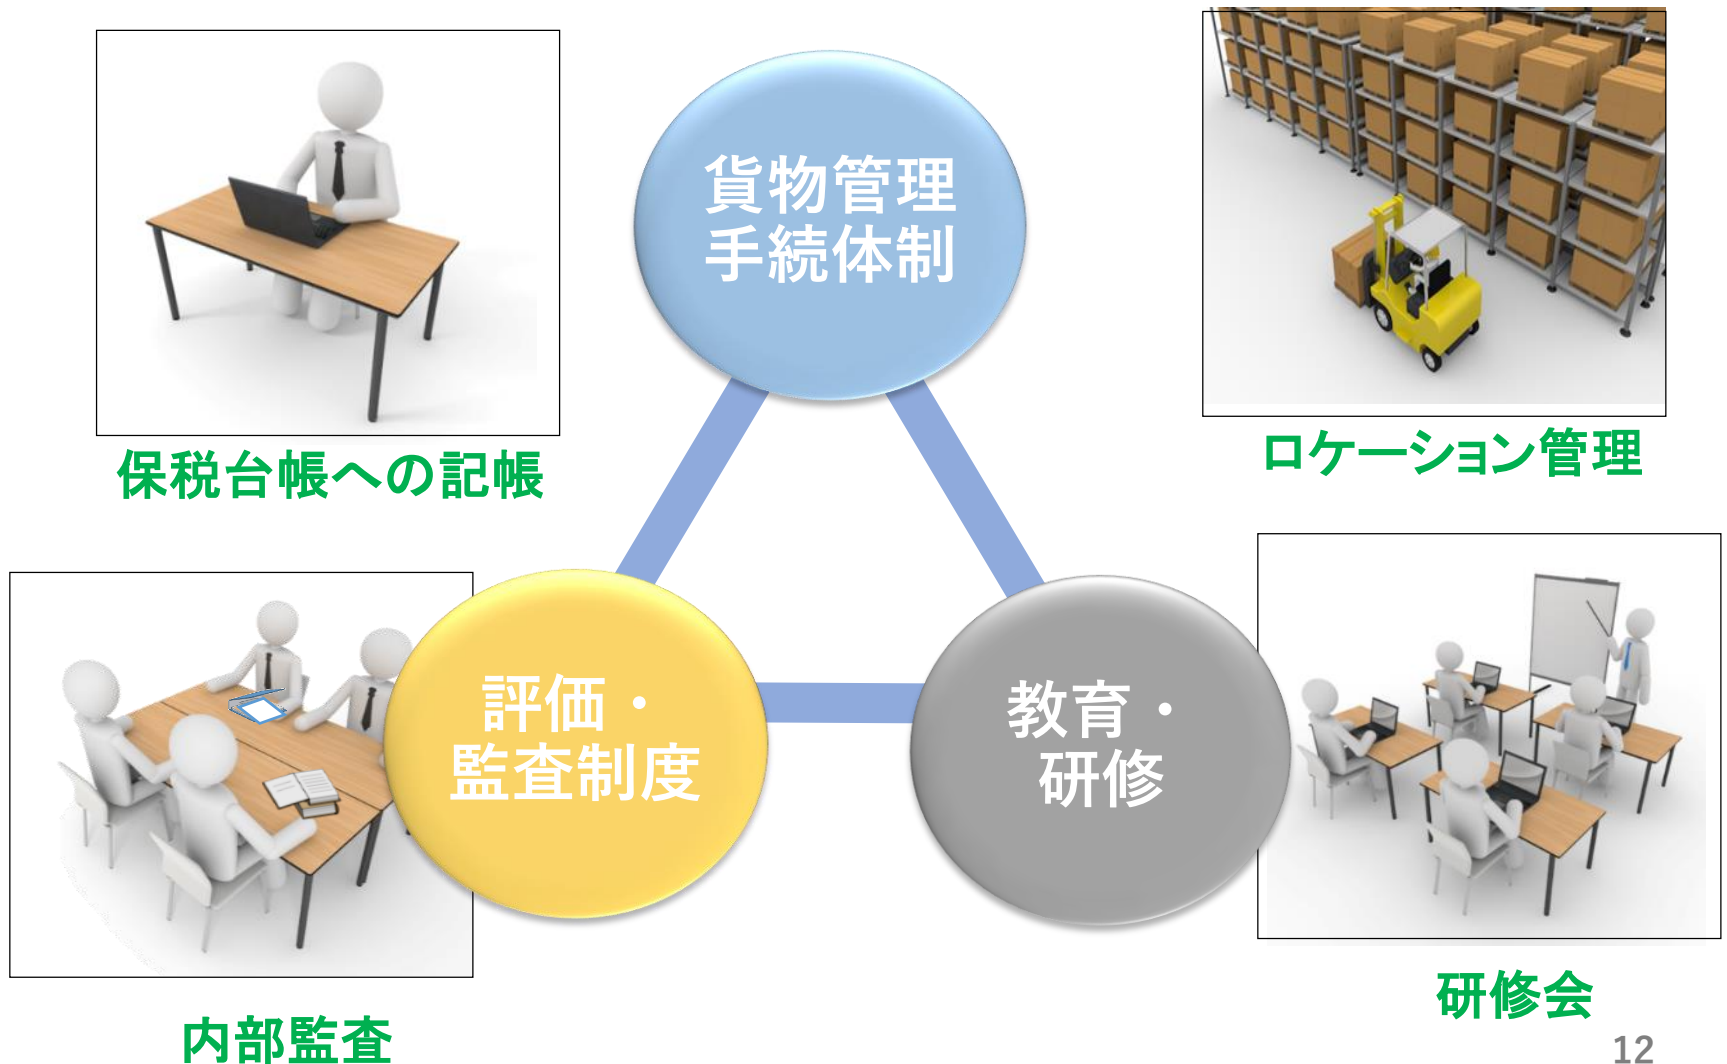 貨物管理
手続体制
保税台帳への記帳
ロケーション管理
評価・
監査制度
教育・
研修
内部監査
研修会
12